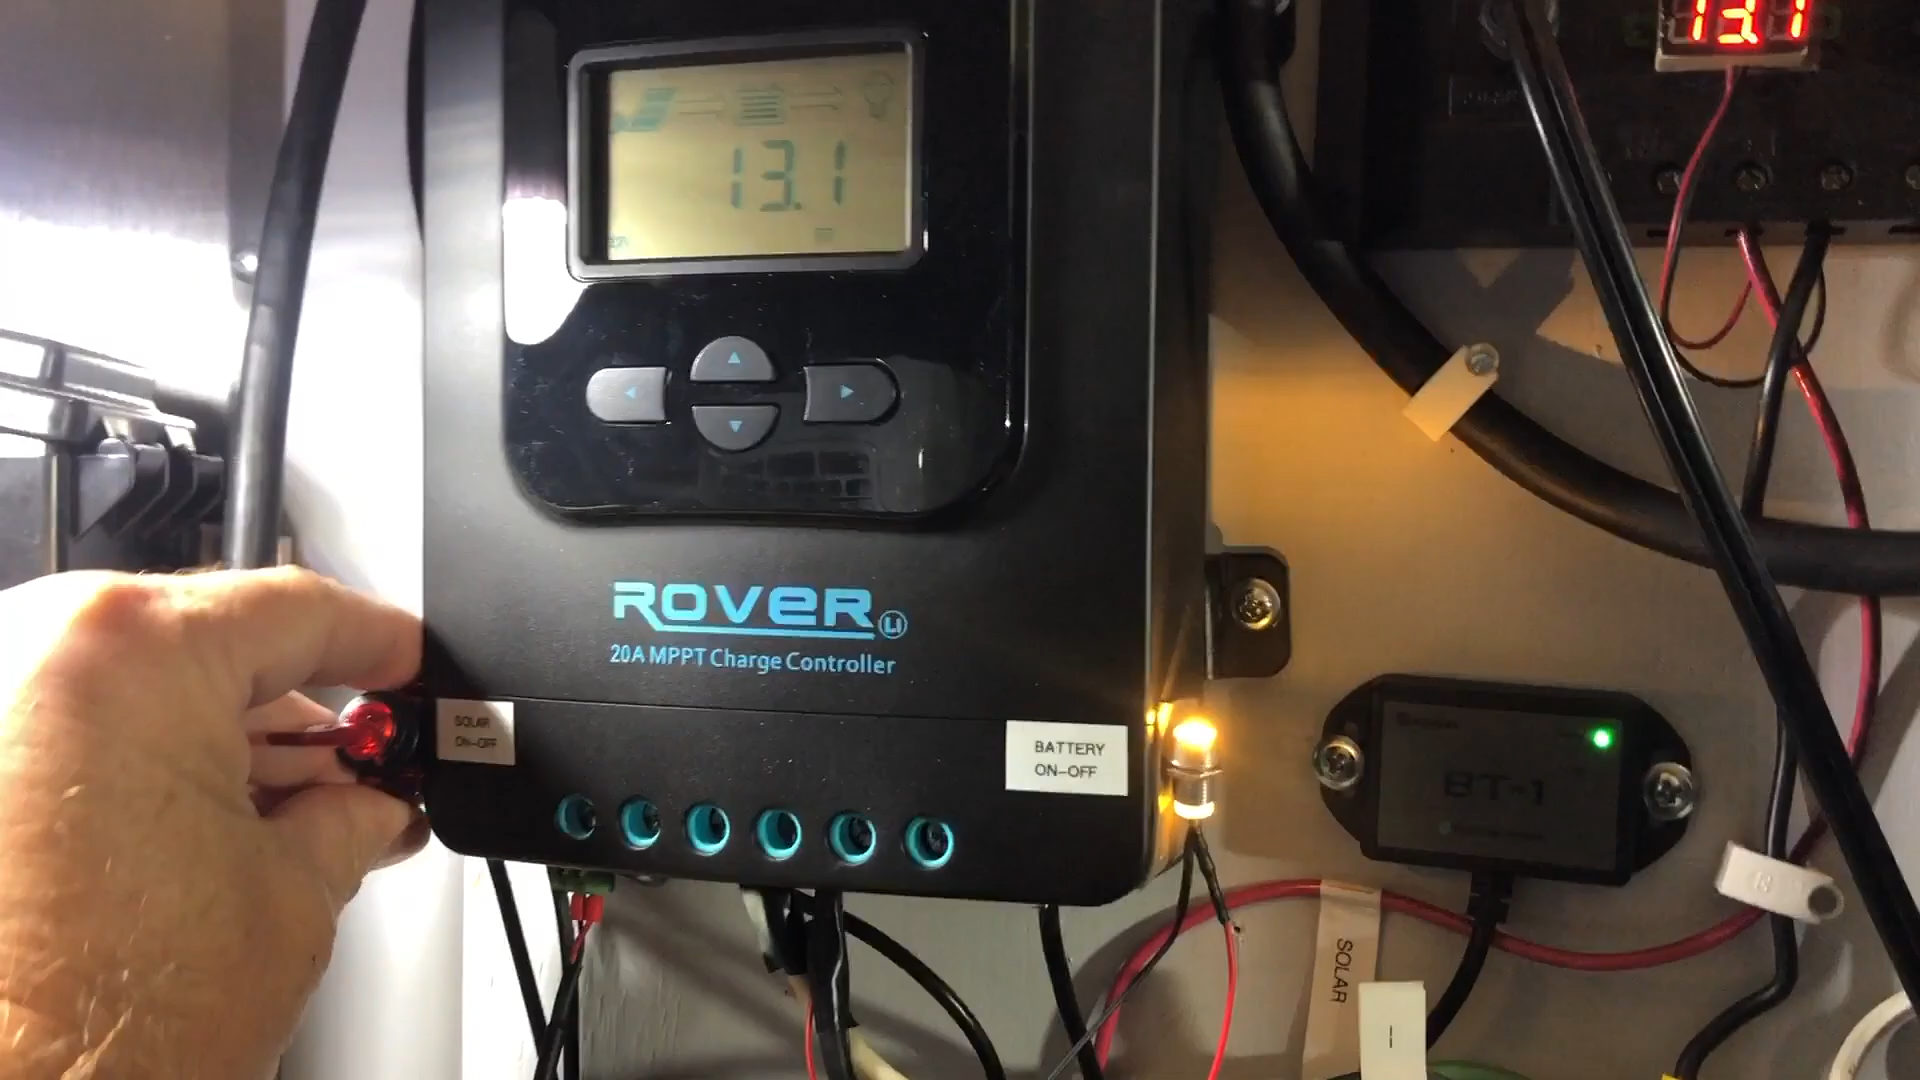 13.1
13.1
ROVER LI
20A MPPT Charge Controller
SOLAR
ON-OFF
BATTERY
ON-OFF
BT-1
SOLAR